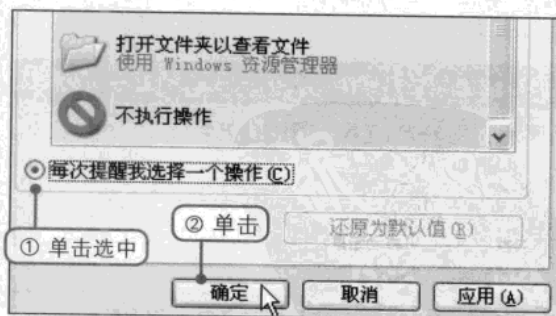 打开文件夹以查看文件
使用 Windows 资源管理器
不执行操作
每次提醒我选择一个操作(C)
② 单击
还原为默认值(R)
① 单击选中
确定
取消
应用(A)